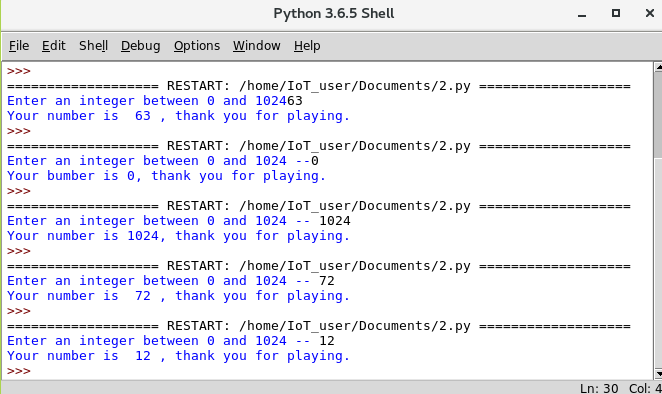 Python 3.6.5 Shell
File Edit Shell Debug Options Window Help
>>>
=================== RESTART: /home/IoT_user/Documents/2.py ===================
Enter an integer between 0 and 102463
Your number is  63 , thank you for playing.
>>>
=================== RESTART: /home/IoT_user/Documents/2.py ===================
Enter an integer between 0 and 1024 --0
Your bumber is 0, thank you for playing.
>>>
=================== RESTART: /home/IoT_user/Documents/2.py ===================
Enter an integer between 0 and 1024 -- 1024
Your number is 1024, thank you for playing.
>>>
=================== RESTART: /home/IoT_user/Documents/2.py ===================
Enter an integer between 0 and 1024 -- 72
Your number is  72 , thank you for playing.
>>>
=================== RESTART: /home/IoT_user/Documents/2.py ===================
Enter an integer between 0 and 1024 -- 12
Your number is  12 , thank you for playing.
>>>
Ln: 30 Col: 4